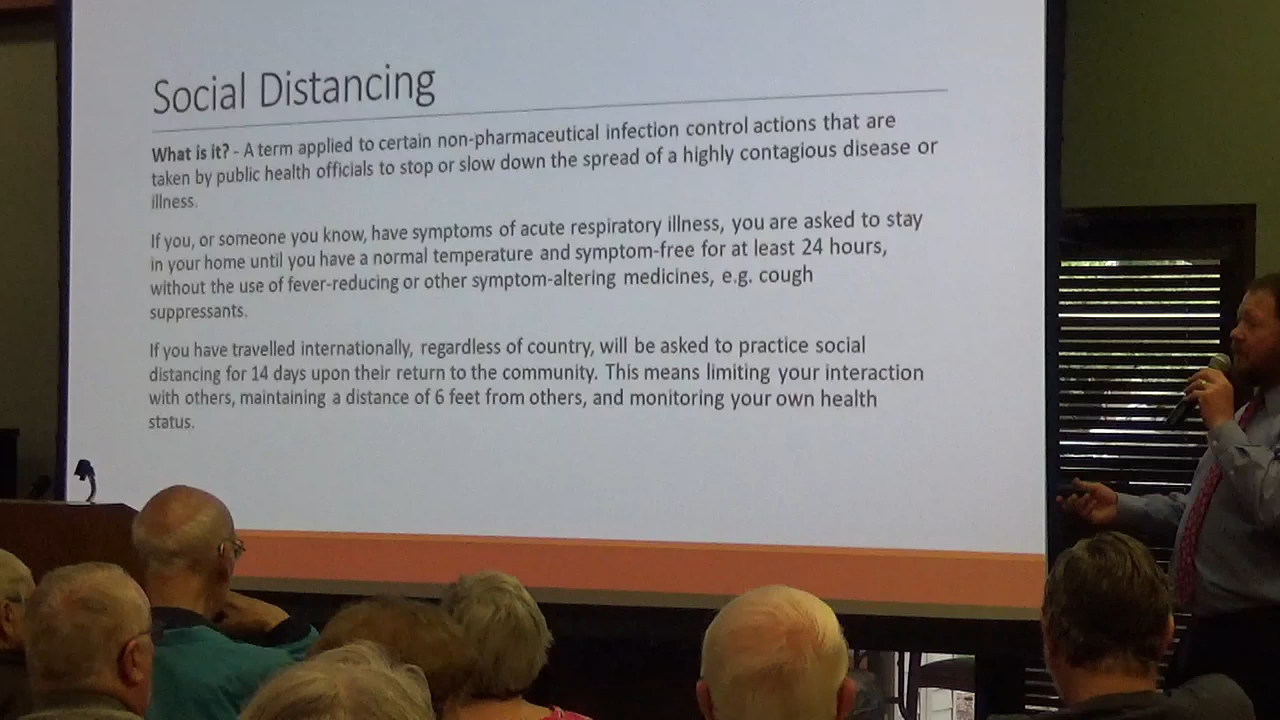 Social Distancing
What is it? - A term applied to certain non-pharmaceutical infection control actions that are
taken by public health officials to stop or slow down the spread of a highly contagious disease or
illness.
If you, or someone you know, have symptoms of acute respiratory illness, you are asked to stay
in your home until you have a normal temperature and symptom-free for at least 24 hours,
without the use of fever-reducing or other symptom-altering medicines, e.g. cough
suppressants.
If you have travelled internationally, regardless of country, will be asked to practice social
distancing for 14 days upon their return to the community. This means limiting your interaction
with others, maintaining a distance of 6 feet from others, and monitoring your own health
status.